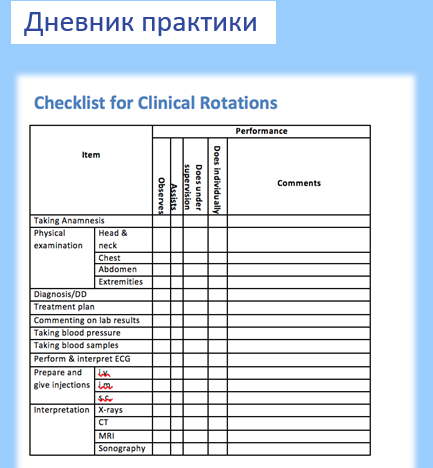 Дневник практики
Checklist for Clinical Rotations
Item
Performance
Observes
Assists
Does under
supervision
Does individually
Comments
Taking Anamnesis
Physical
examination
Head &
neck
Chest
Abdomen
Extremities
Diagnosis/DD
Treatment plan
Commenting on lab results
Taking blood pressure
Taking blood samples
Perform & interpret ECG
Prepare and
give injections
i.v.
i.m.
s.c.
Interpretation
X-rays
CT
MRI
Sonography